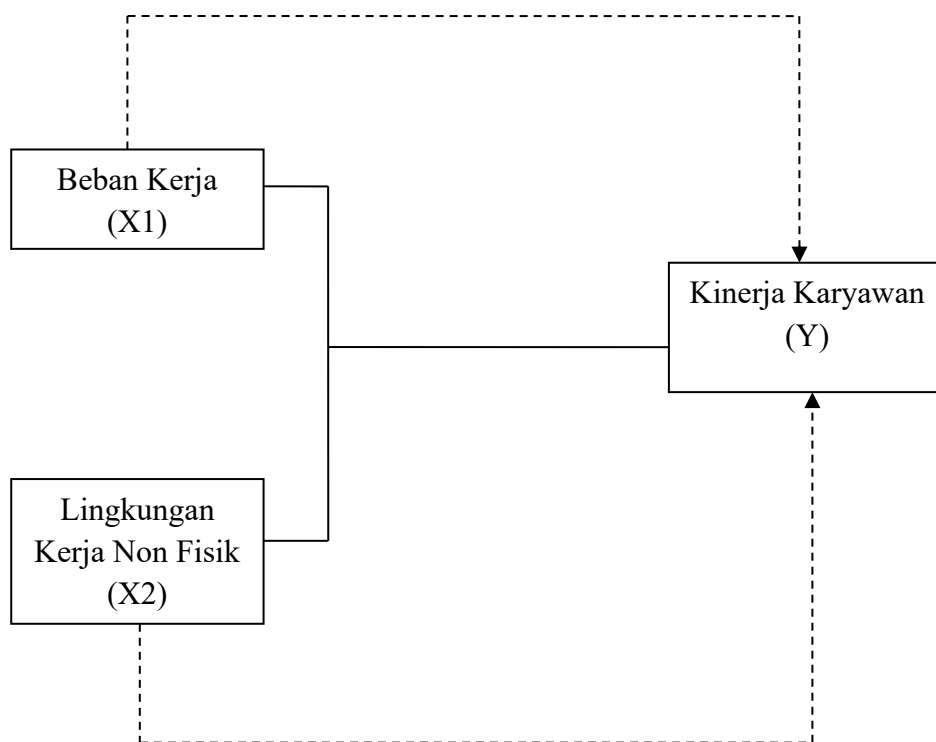 Beban Kerja
(X1)
Kinerja Karyawan
(Y)
Lingkungan
Kerja Non Fisik
(X2)